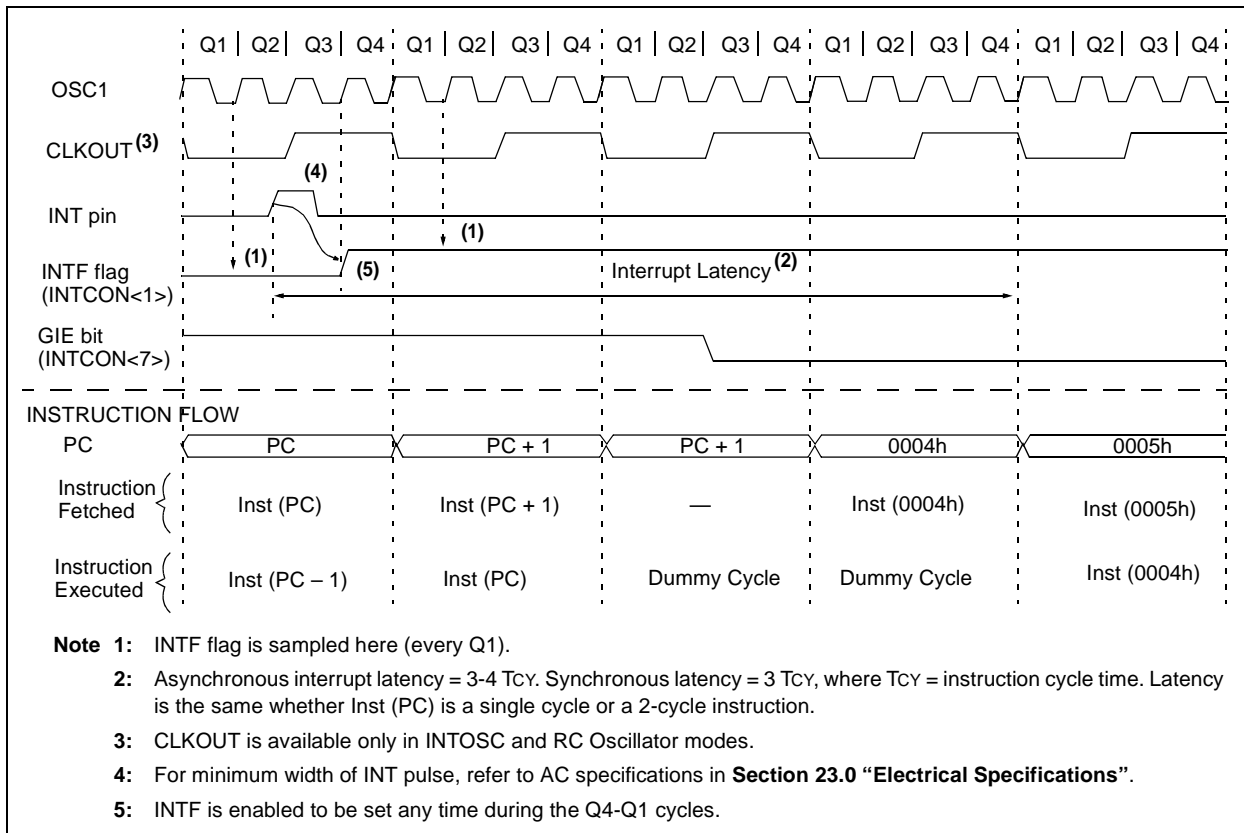 Q1 Q2 Q3 Q4 Q1 Q2 Q3 Q4 Q1 Q2 Q3 Q4 Q1 Q2 Q3 Q4 Q1 Q2 Q3 Q4
OSC1
CLKOUT (3)
(4)
INT pin
(1)
(1)
INTF flag
(INTCON<1>)
(5)
Interrupt Latency (2)
GIE bit
(INTCON<7>)
INSTRUCTION FLOW
PC PC PC + 1 PC + 1 0004h 0005h
Instruction
Fetched
Inst (PC) Inst (PC + 1) — Inst (0004h) Inst (0005h)
Instruction
Executed
Inst (PC – 1) Inst (PC) Dummy Cycle Dummy Cycle Inst (0004h)
Note 1: INTF flag is sampled here (every Q1).
2: Asynchronous interrupt latency = 3-4 TCY. Synchronous latency = 3 TCY, where TCY = instruction cycle time. Latency
is the same whether Inst (PC) is a single cycle or a 2-cycle instruction.
3: CLKOUT is available only in INTOSC and RC Oscillator modes.
4: For minimum width of INT pulse, refer to AC specifications in Section 23.0 “Electrical Specifications”.
5: INTF is enabled to be set any time during the Q4-Q1 cycles.